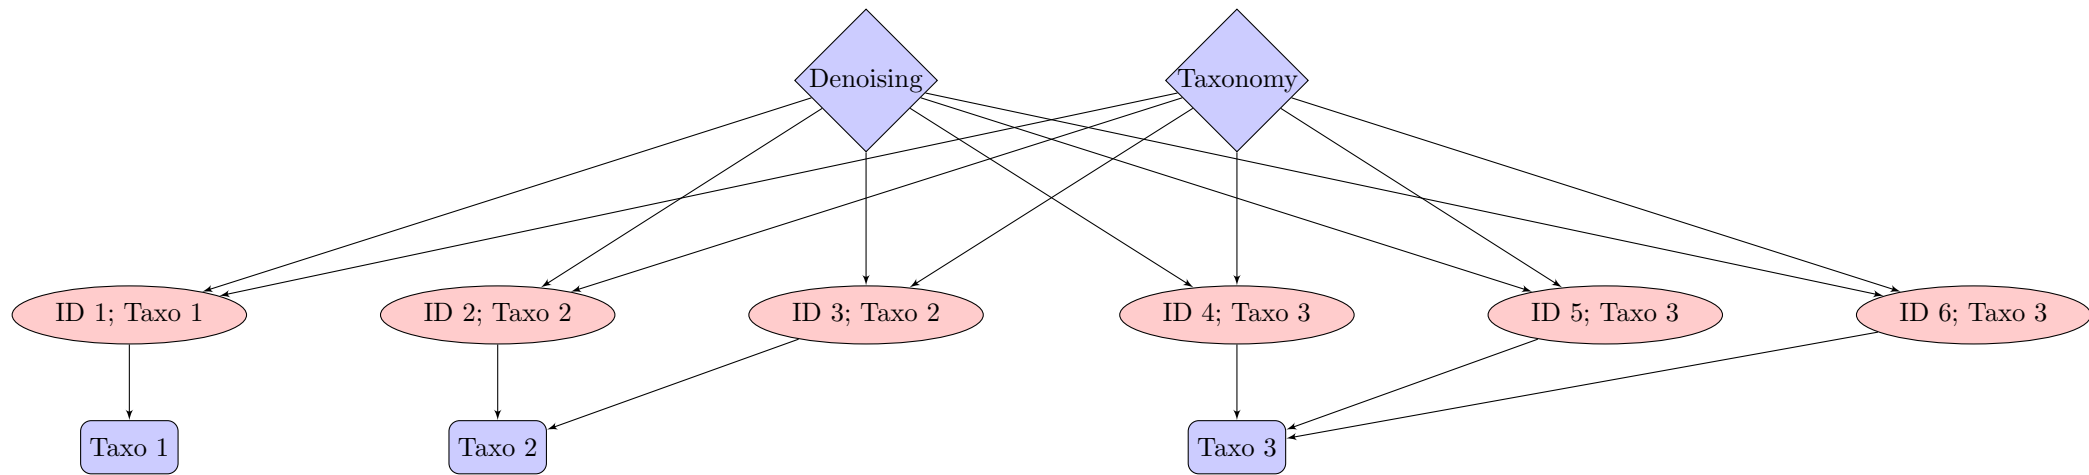 Denoising
Taxonomy
ID 1; Taxo 1
ID 2; Taxo 2
ID 3; Taxo 2
ID 4; Taxo 3
ID 5; Taxo 3
ID 6; Taxo 3
Taxo 1
Taxo 2
Taxo 3